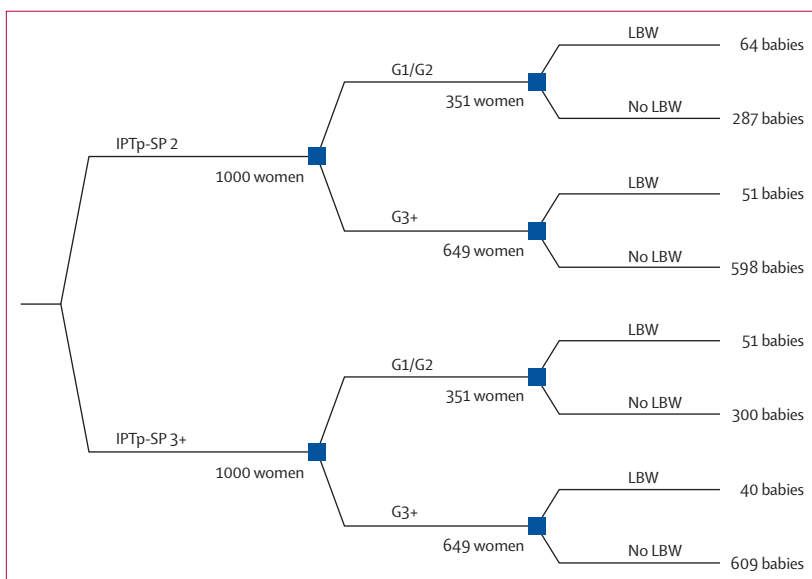 LBW
64 babies
G1/G2
351 women
No LBW
287 babies
IPTp-SP 2
1000 women
LBW
51 babies
G3+
649 women
No LBW
598 babies
LBW
51 babies
G1/G2
351 women
No LBW
300 babies
IPTp-SP 3+
1000 women
LBW
40 babies
G3+
649 women
No LBW
609 babies